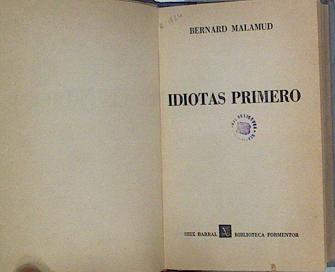 BERNARD MALAMUD
IDIOTAS PRIMERO
SEIX BARRAL BIBLIOTECA FORMENTOR